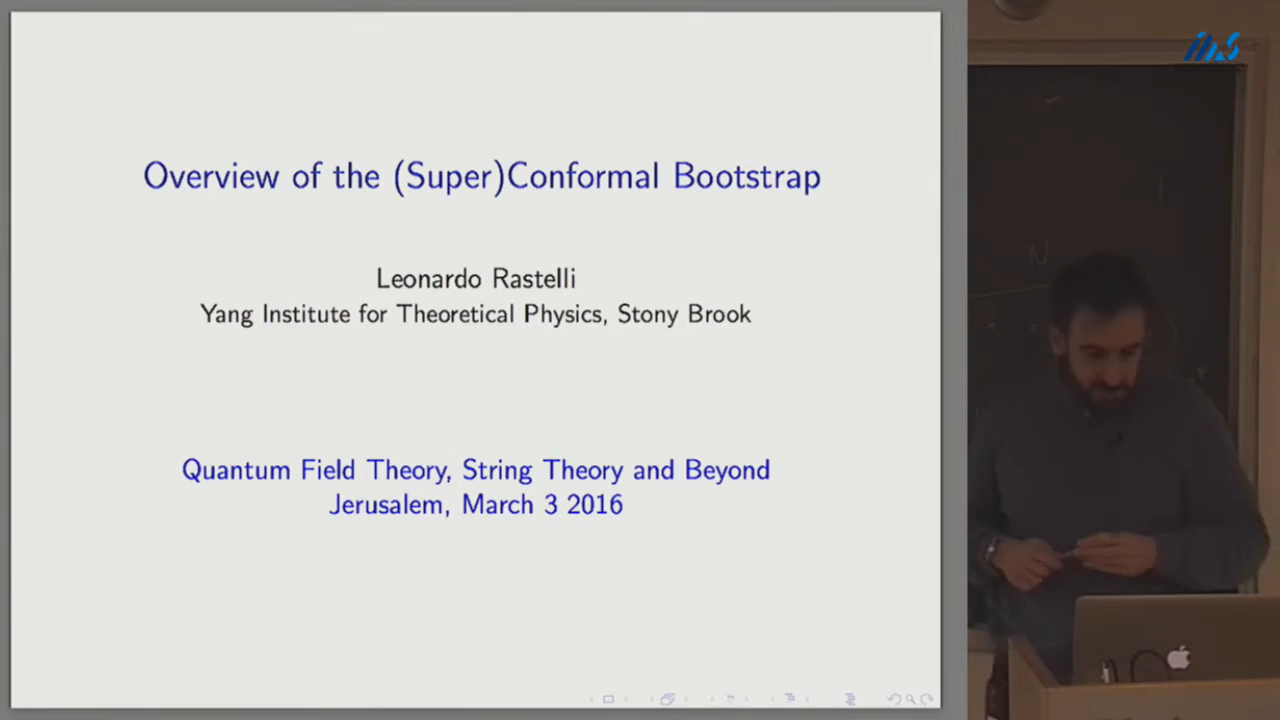 Overview of the (Super)Conformal Bootstrap
Leonardo Rastelli
Yang Institute for Theoretical Physics, Stony Brook
Quantum Field Theory, String Theory and Beyond
Jerusalem, March 3 2016
N